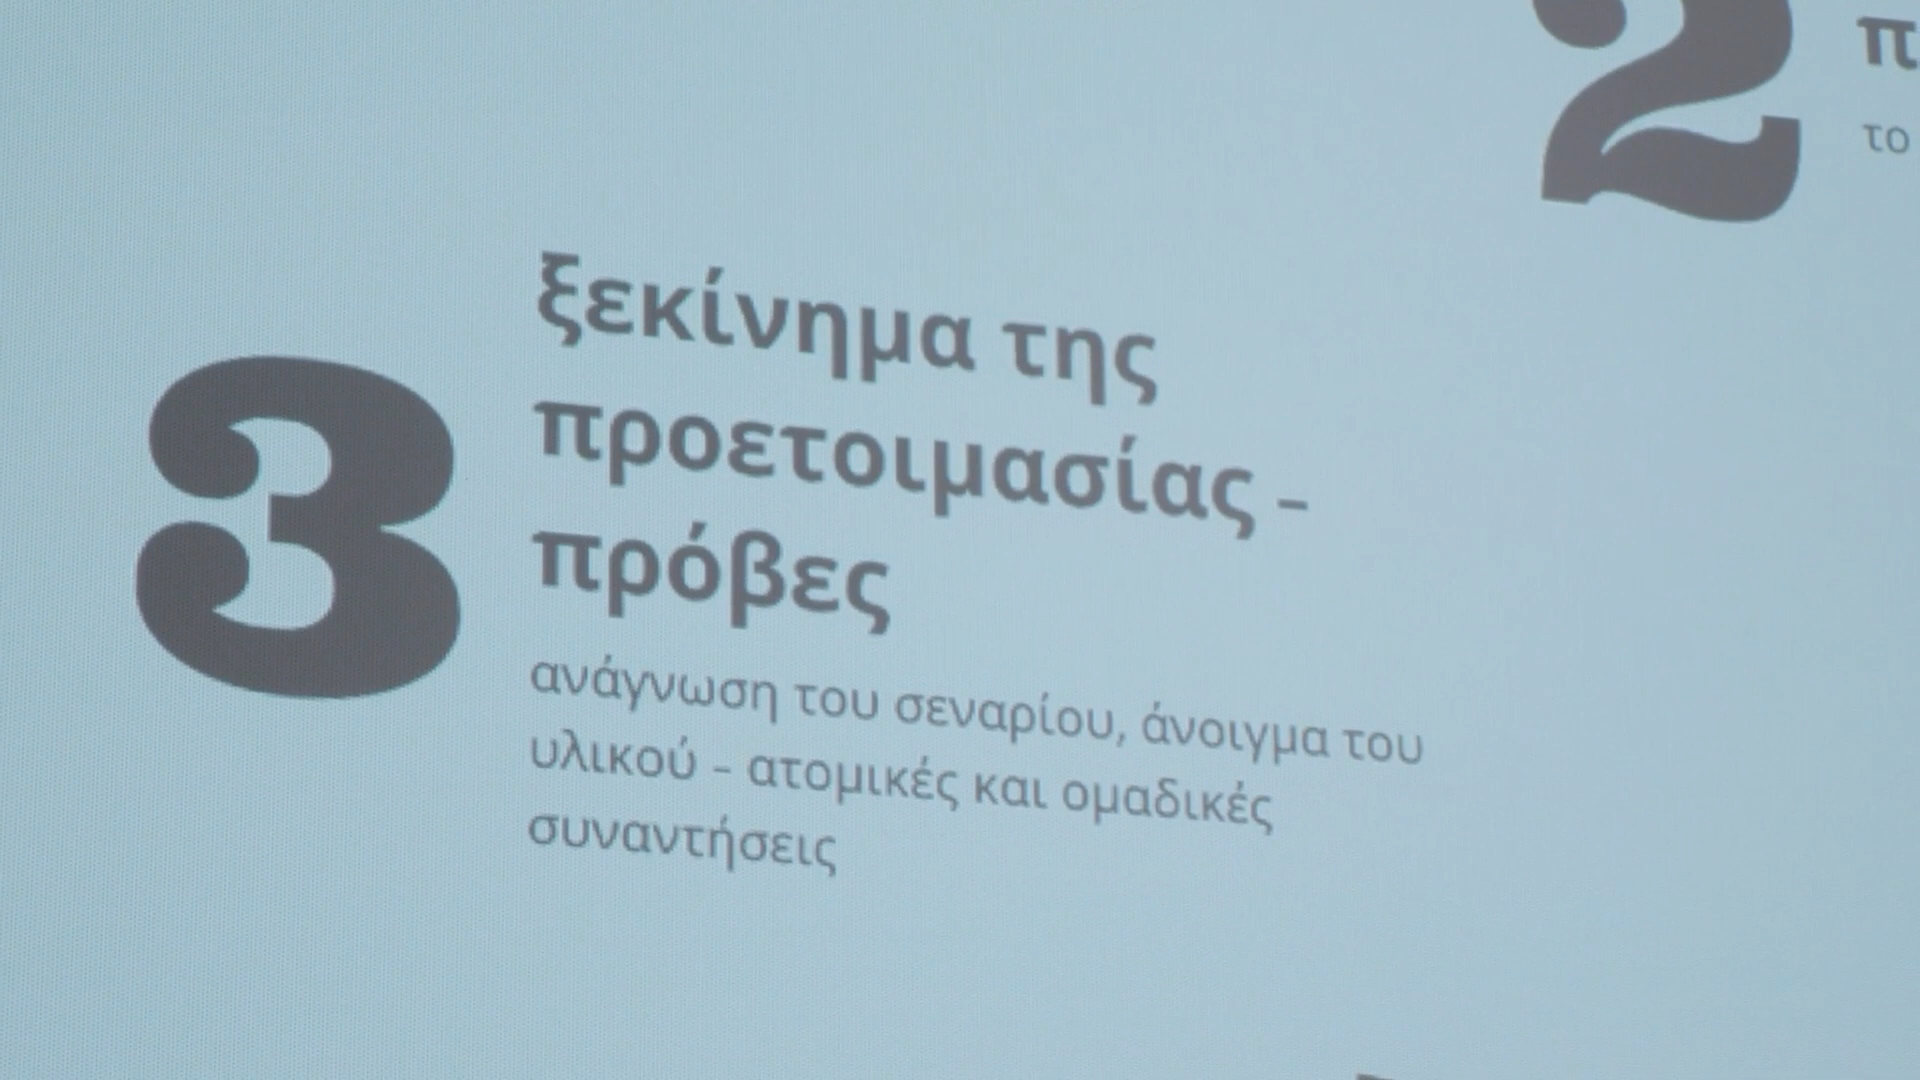 2
το
3
ξεκίνημα της
προετοιμασίας -
πρόβες
ανάγνωση του σεναρίου, άνοιγμα του
υλικού - ατομικές και ομαδικές
συναντήσεις